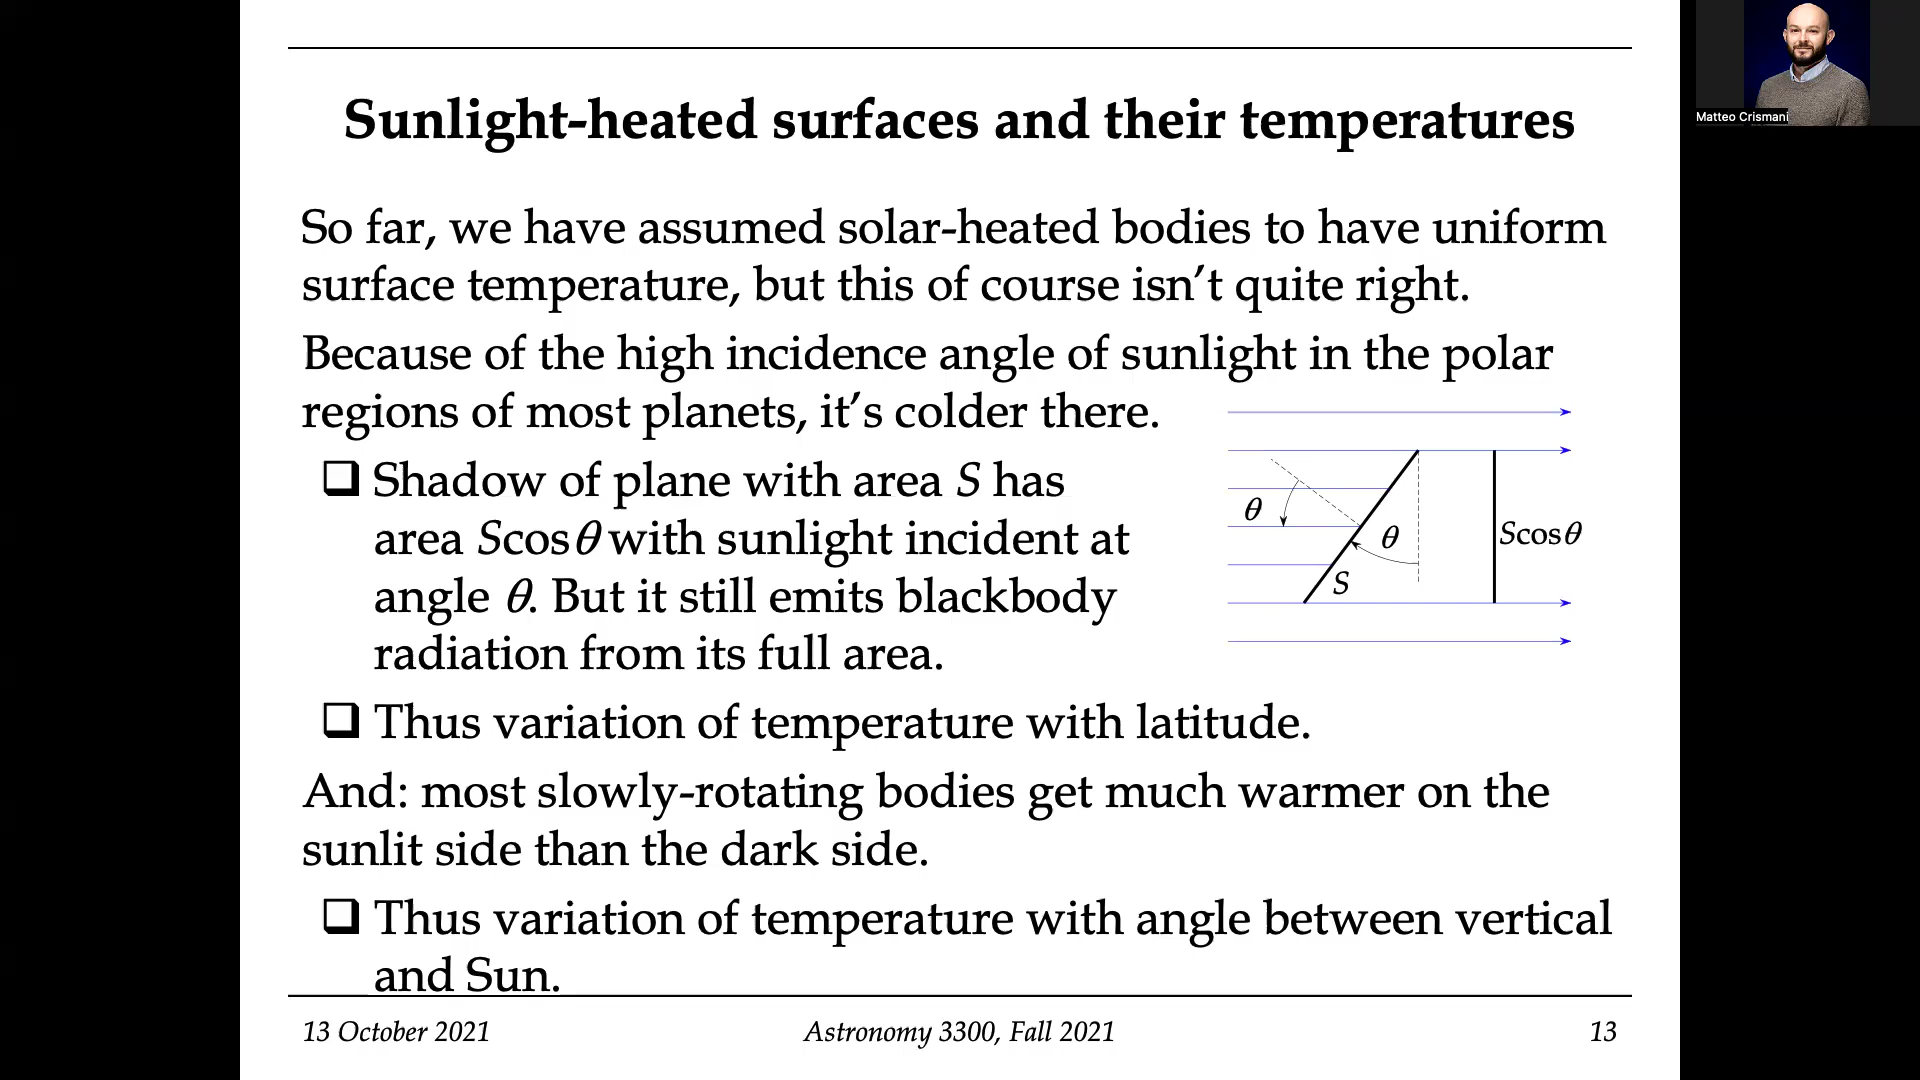 Sunlight-heated surfaces and their temperatures
Matteo Crismani
So far, we have assumed solar-heated bodies to have uniform
surface temperature, but this of course isn’t quite right.
Because of the high incidence angle of sunlight in the polar
regions of most planets, it’s colder there.
❑ Shadow of plane with area S has
area Scosθ with sunlight incident at
angle θ. But it still emits blackbody
radiation from its full area.
θ
θ
S
Scosθ
❑ Thus variation of temperature with latitude.
And: most slowly-rotating bodies get much warmer on the
sunlit side than the dark side.
❑ Thus variation of temperature with angle between vertical
and Sun.
13 October 2021
Astronomy 3300, Fall 2021
13